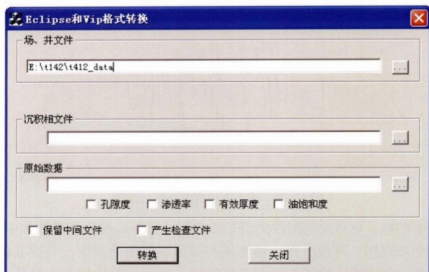 Eclipse和Vip格式转换
场、井文件
E:\t142\t412_data
...
沉积相文件
...
原始数据
...
孔隙度 渗透率 有效厚度 油饱和度
保留中间文件 产生检查文件
转换 关闭